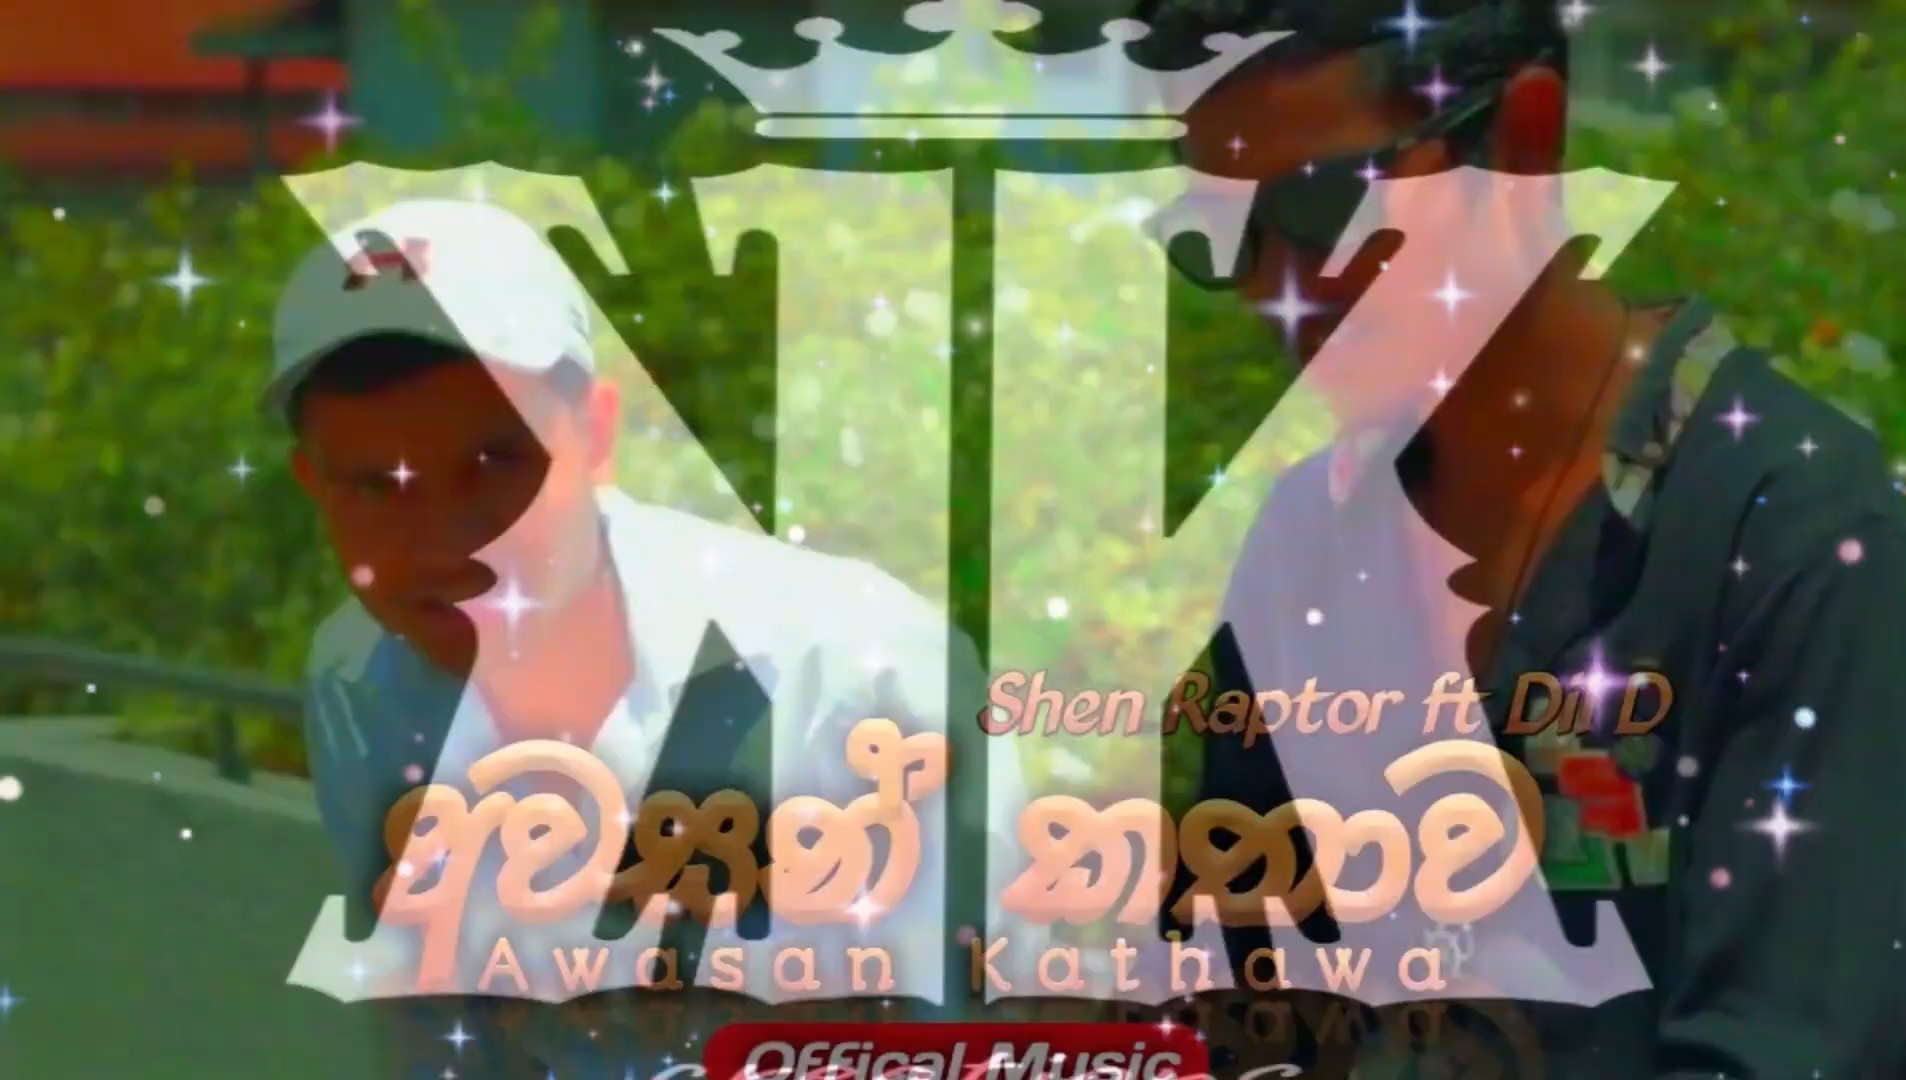 Shen Raptor ft Dil D
අවසන් කතාව
Awasan Kathawa
Offical Music